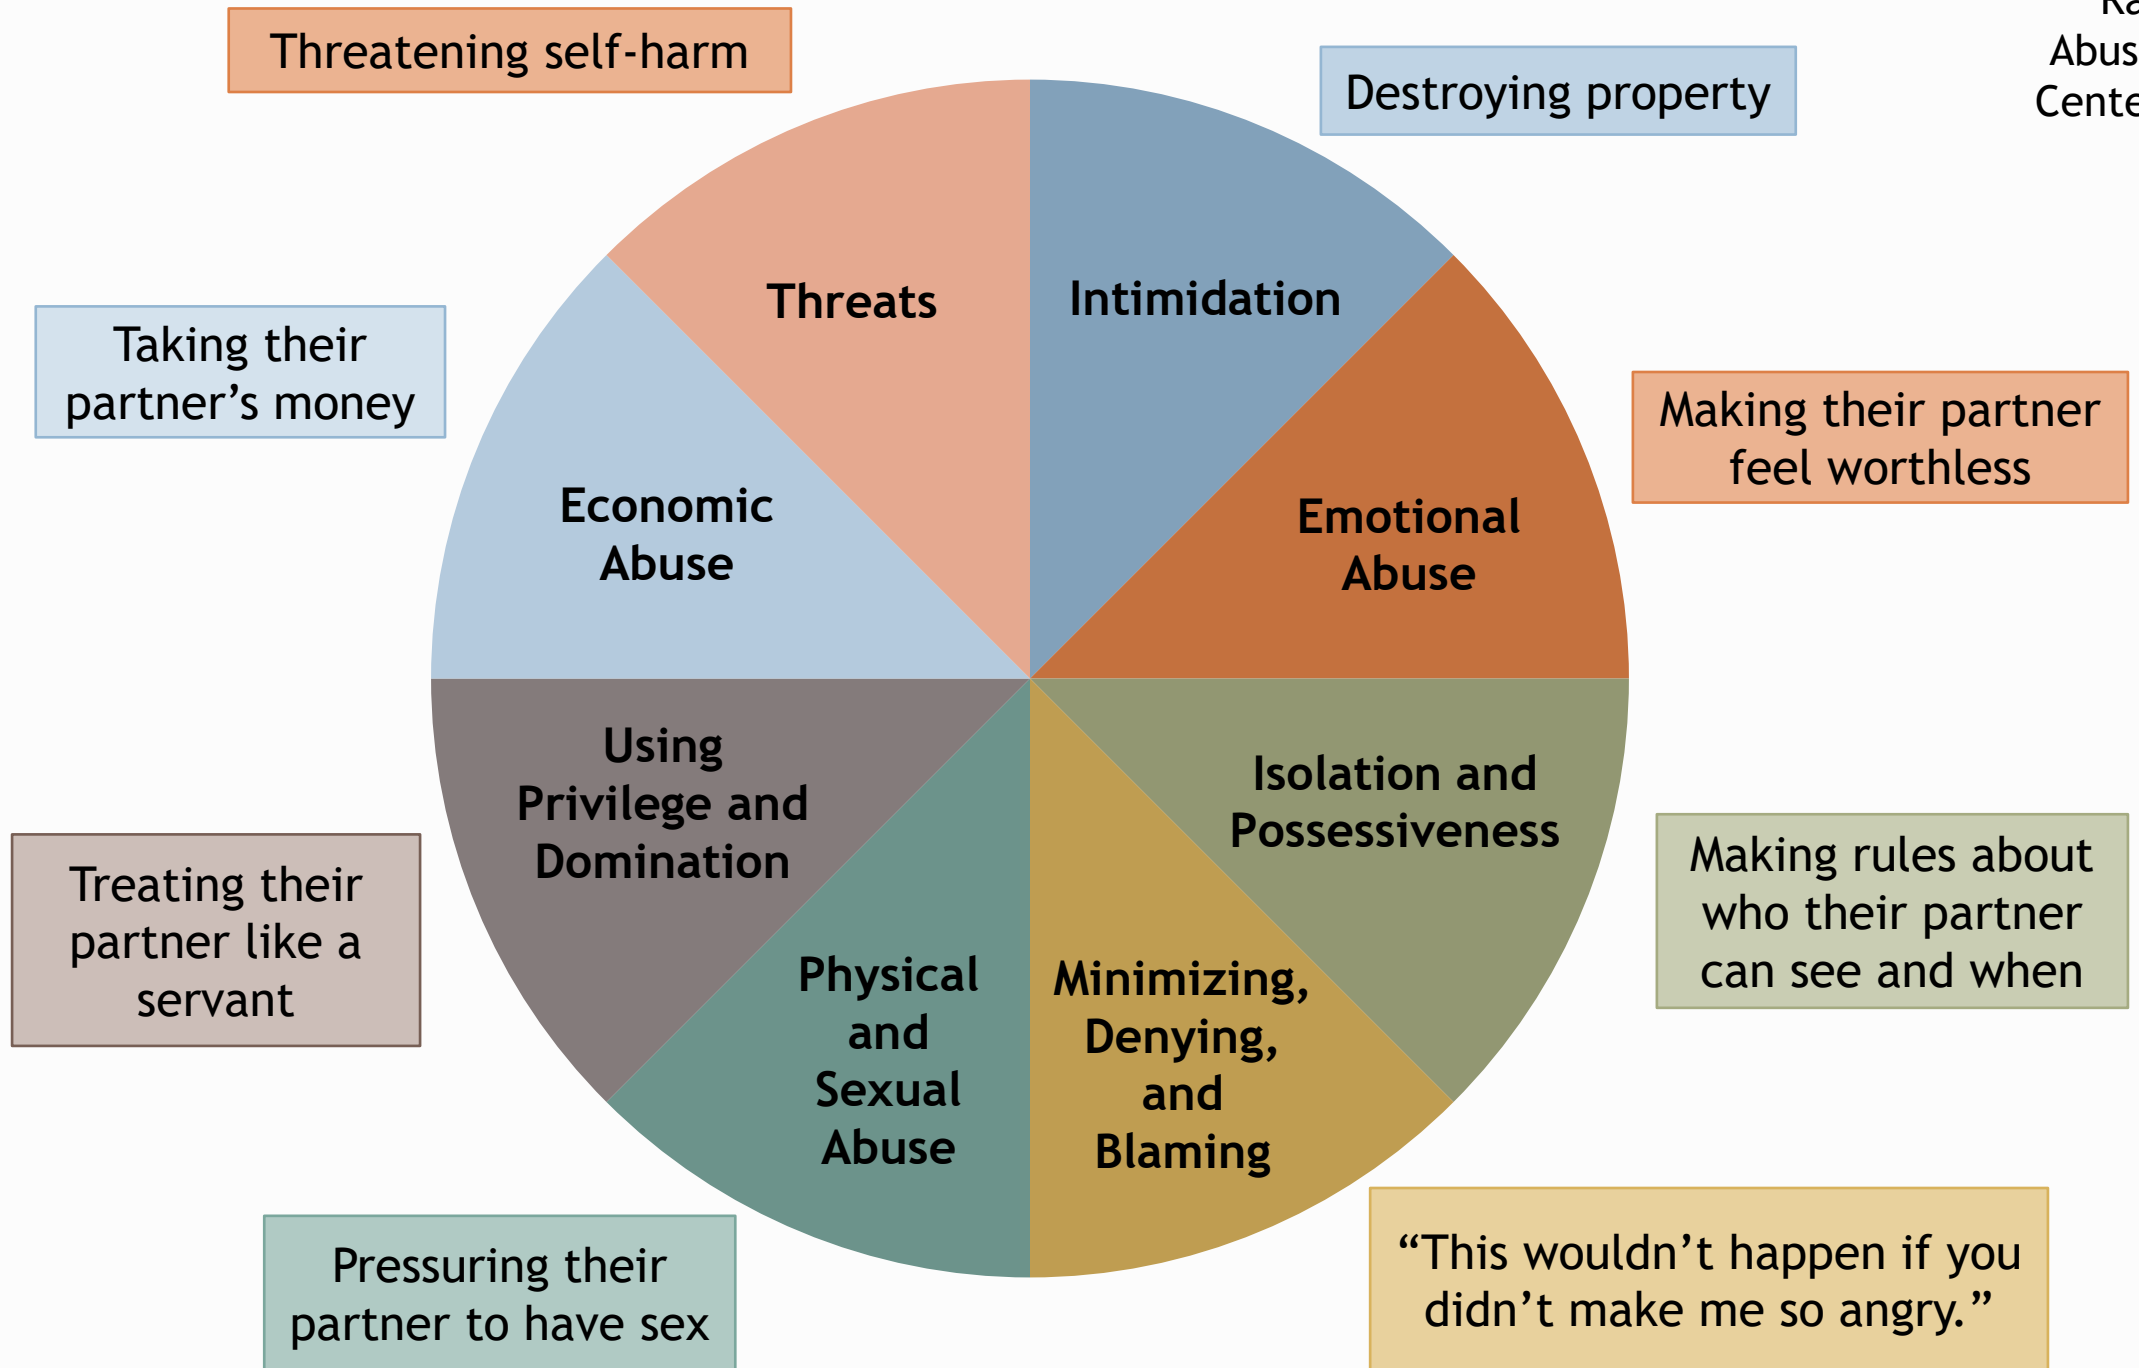 Threatening self-harm
Destroying property
Abus
Cente
Threats
Intimidation
Taking their
partner’s money
Making their partner
feel worthless
Economic
Abuse
Emotional
Abuse
Using
Privilege and
Domination
Isolation and
Possessiveness
Treating their
partner like a
servant
Making rules about
who their partner
can see and when
Physical
and
Sexual
Abuse
Minimizing,
Denying,
and
Blaming
Pressuring their
partner to have sex
“This wouldn’t happen if you
didn’t make me so angry.”